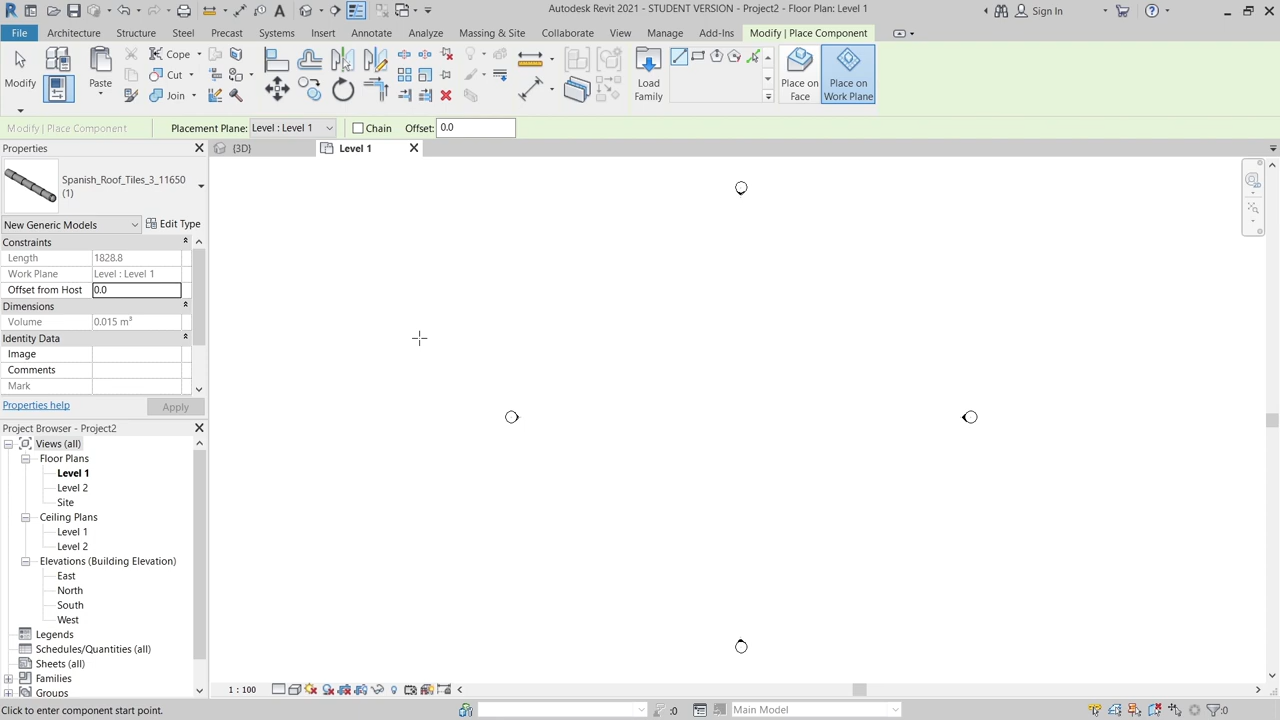 Autodesk Revit 2021 - STUDENT VERSION - Project2 - Floor Plan: Level 1
Sign In
File
Architecture
Structure
Steel
Precast
Systems
Insert
Annotate
Analyze
Massing & Site
Collaborate
View
Manage
Add-Ins
Modify | Place Component
Modify
Paste
Cope
Cut
Join
Load
Family
Place on
Face
Place on
Work Plane
Modify | Place Component
Placement Plane:
Level : Level 1
Chain
Offset:
0.0
Properties
{3D}
Level 1
Spanish_Roof_Tiles_3_11650
(1)
New Generic Models
Edit Type
Constraints
Length 1828.8
Work Plane Level : Level 1
Offset from Host 0.0
Dimensions
Volume 0.015 m³
Identity Data
Image
Comments
Mark
Properties help
Apply
Project Browser - Project2
Views (all)
Floor Plans
Level 1
Level 2
Site
Ceiling Plans
Level 1
Level 2
Elevations (Building Elevation)
East
North
South
West
Legends
Schedules/Quantities (all)
Sheets (all)
Families
Groups
1 : 100
Click to enter component start point.
:0
Main Model
:0